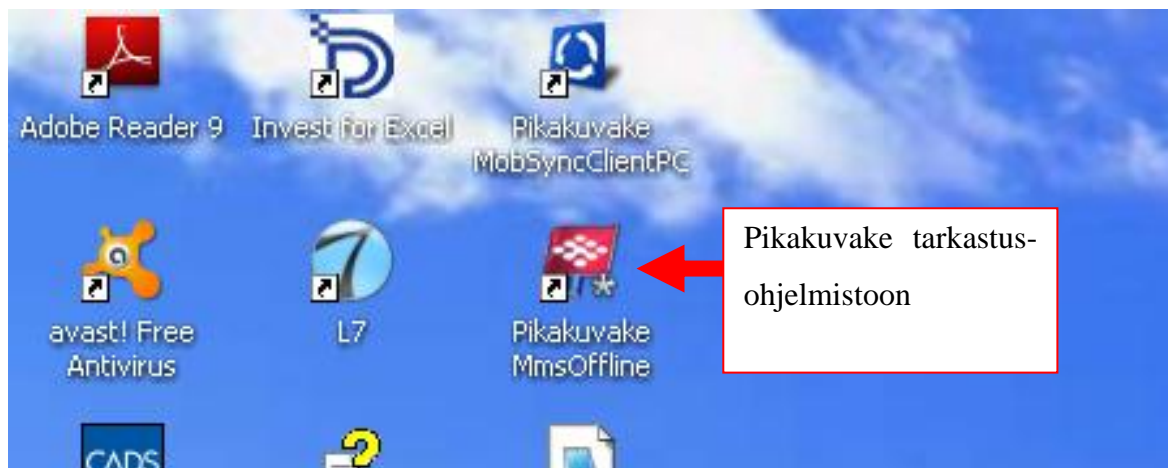 Adobe Reader 9
Invest for Excel
Pikakuvake
MobSyncClientPC
avast! Free
Antivirus
L7
Pikakuvake
MmsOffline
Pikakuvake tarkastus-
ohjelmistoon
CADS